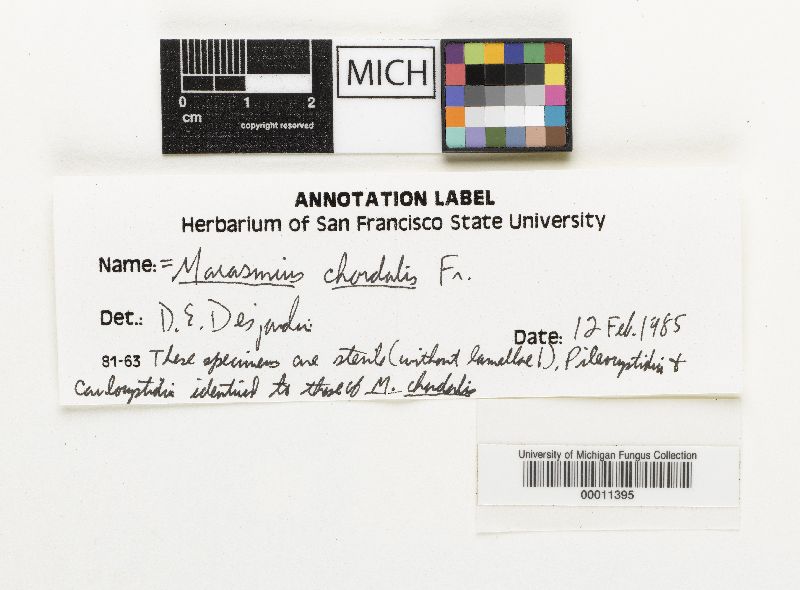 MICH
0 1 2
cm
copyright reserved
ANNOTATION LABEL
Herbarium of San Francisco State University
Name: = Marasmius chordalis Fr.
Det.: D.E. Desjardin
Date: 12 Feb. 1985
81-63 These specimens are sterile (without lamellae!), Pileocystidia &
Caulocystidia identical to those of M. chordalis
University of Michigan Fungus Collection
00011395